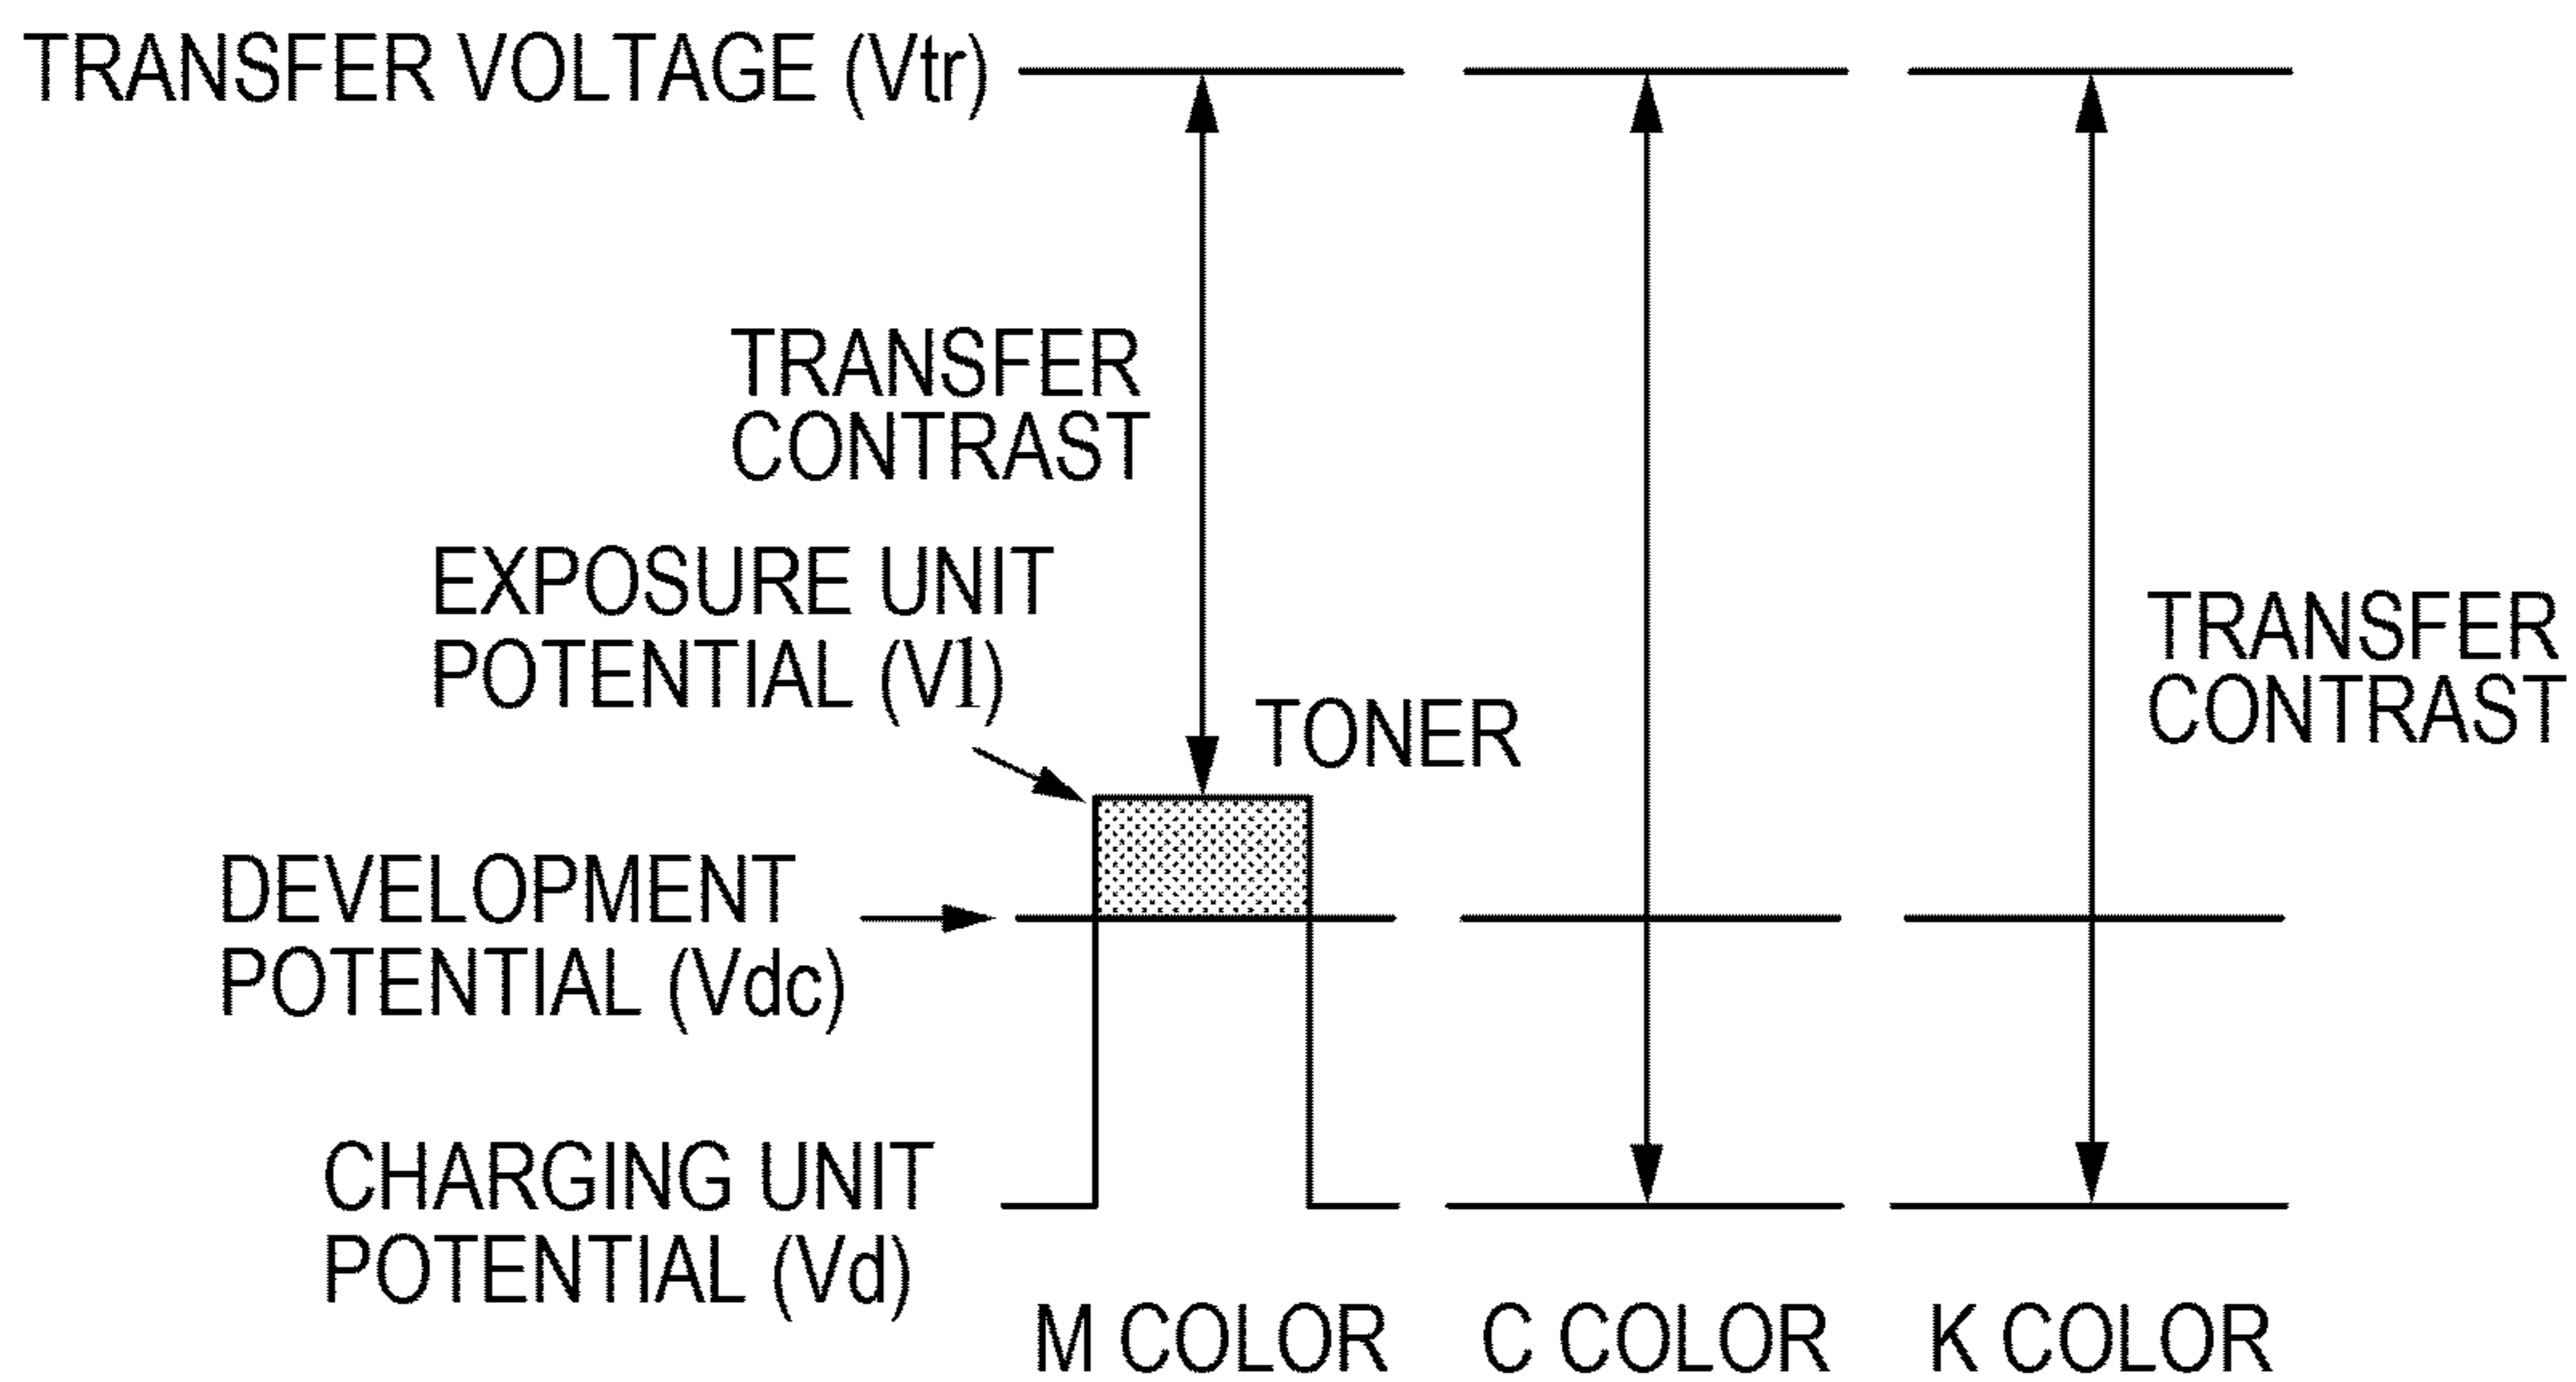 TRANSFER VOLTAGE (Vtr)
TRANSFER
CONTRAST
EXPOSURE UNIT
POTENTIAL (Vl)
TONER
TRANSFER
CONTRAST
DEVELOPMENT
POTENTIAL (Vdc)
CHARGING UNIT
POTENTIAL (Vd)
M COLOR
C COLOR
K COLOR